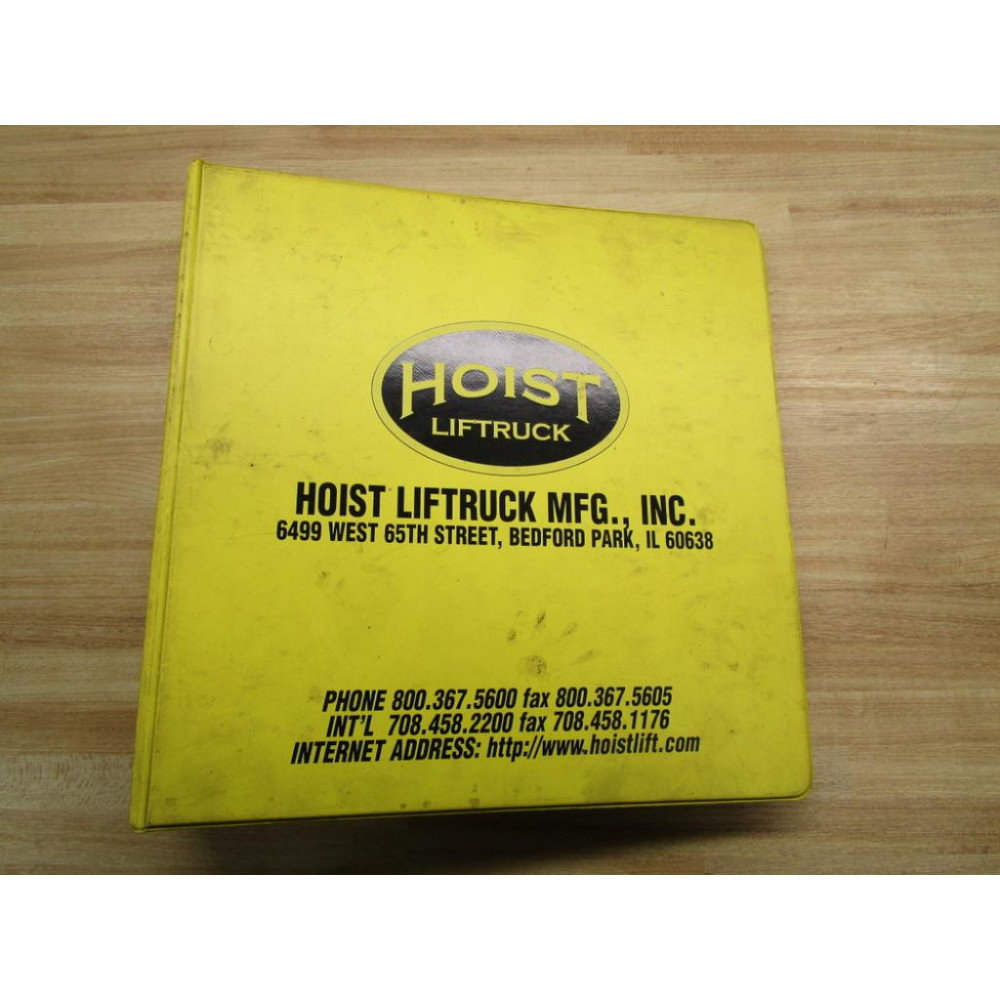 HOIST
LIFTRUCK
HOIST LIFTRUCK MFG., INC.
6499 WEST 65TH STREET, BEDFORD PARK, IL 60638
PHONE 800.367.5600 fax 800.367.5605
INT'L 708.458.2200 fax 708.458.1176
INTERNET ADDRESS: http://www.hoistlift.com